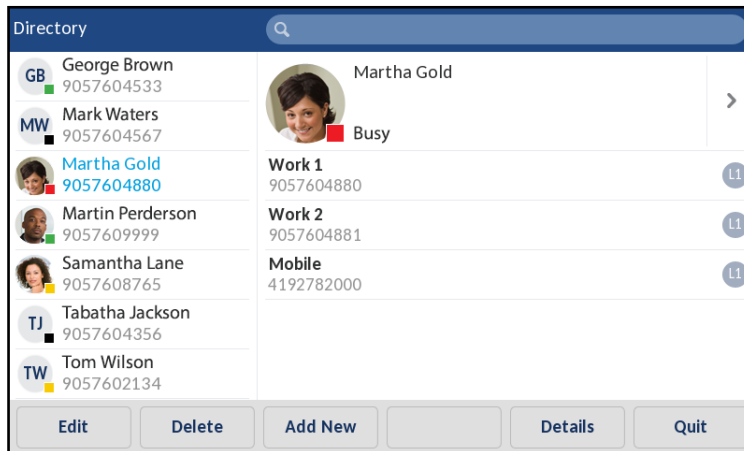 Directory
GB
George Brown
9057604533
MW
Mark Waters
9057604567
Martha Gold
9057604880
Martin Perderson
9057609999
Samantha Lane
9057608765
TJ
Tabatha Jackson
9057604356
TW
Tom Wilson
9057602134
Martha Gold
Busy
Work 1
9057604880
L1
Work 2
9057604881
L1
Mobile
4192782000
L1
Edit Delete Add New Details Quit